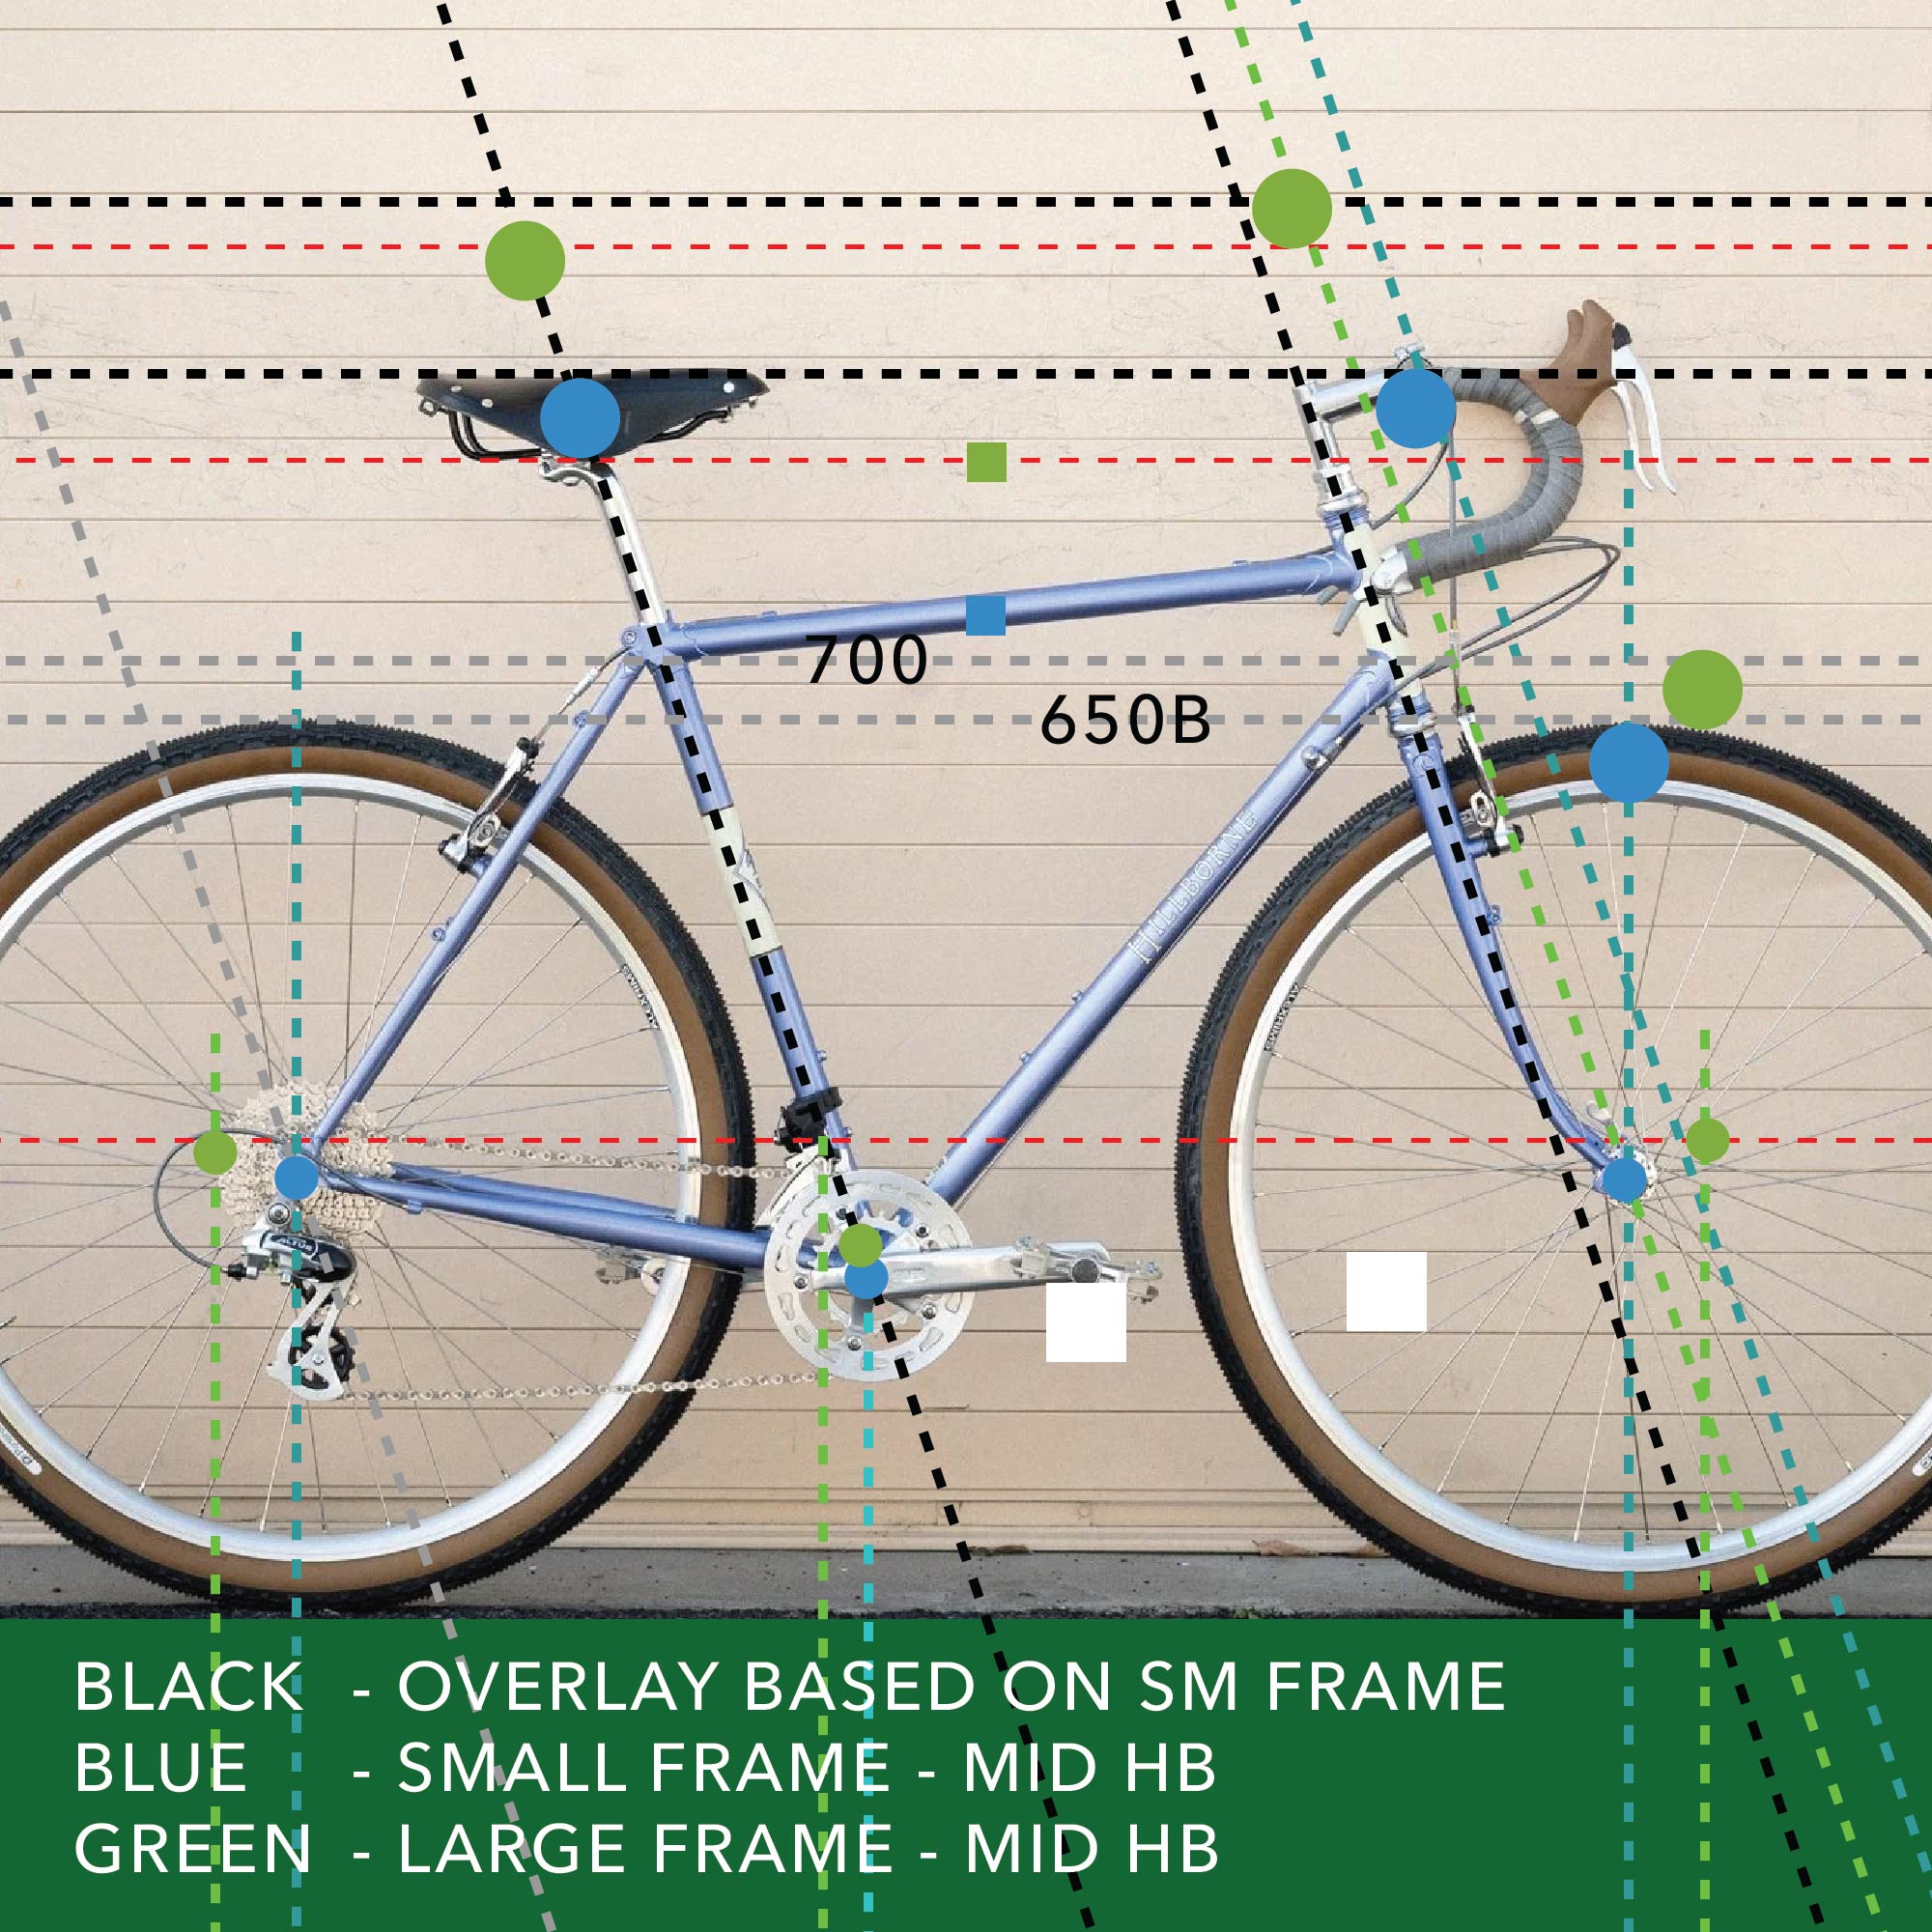 700
650B
HILLBORNE
ALTUS
BLACK - OVERLAY BASED ON SM FRAME
BLUE - SMALL FRAME - MID HB
GREEN - LARGE FRAME - MID HB